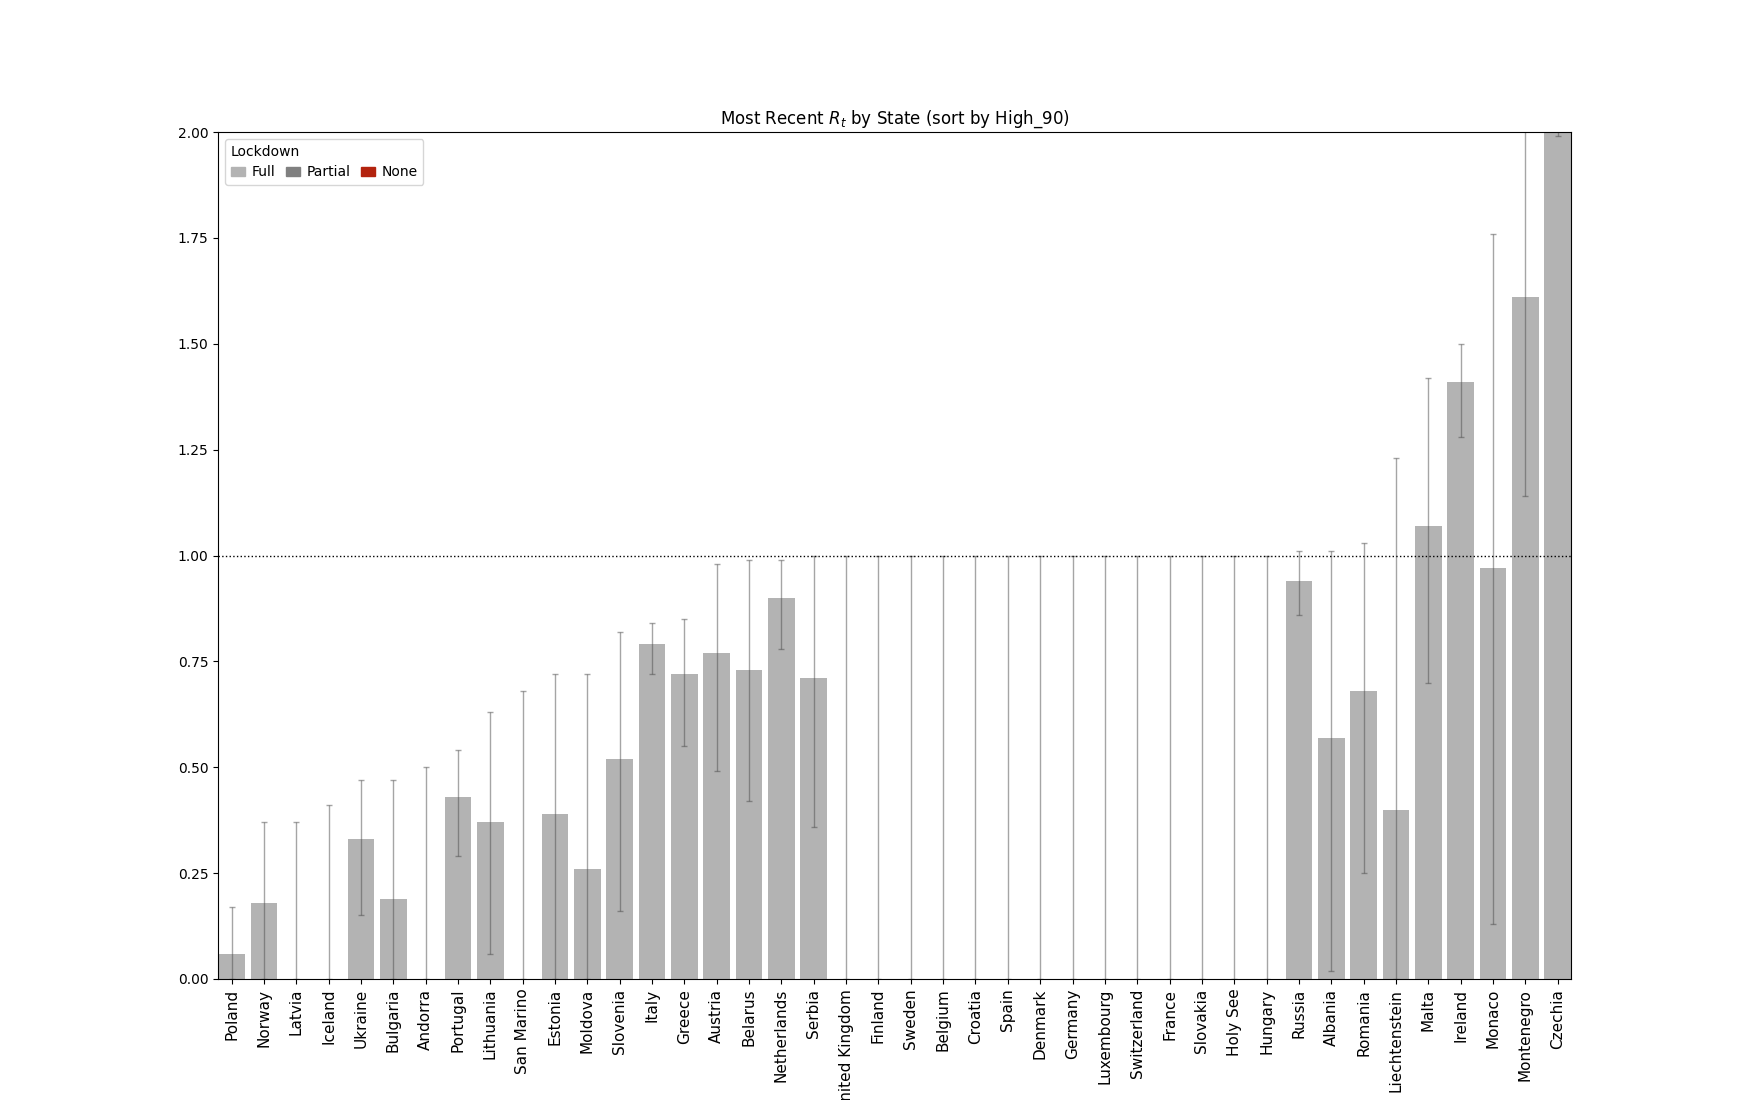 Most Recent R_t by State (sort by High_90)
Lockdown
Full Partial None
2.00
1.75
1.50
1.25
1.00
0.75
0.50
0.25
0.00
Poland
Norway
Latvia
Iceland
Ukraine
Bulgaria
Andorra
Portugal
Lithuania
San Marino
Estonia
Moldova
Slovenia
Italy
Greece
Austria
Belarus
Netherlands
Serbia
nited Kingdom
Finland
Sweden
Belgium
Croatia
Spain
Denmark
Germany
Luxembourg
Switzerland
France
Slovakia
Holy See
Hungary
Russia
Albania
Romania
Liechtenstein
Malta
Ireland
Monaco
Montenegro
Czechia